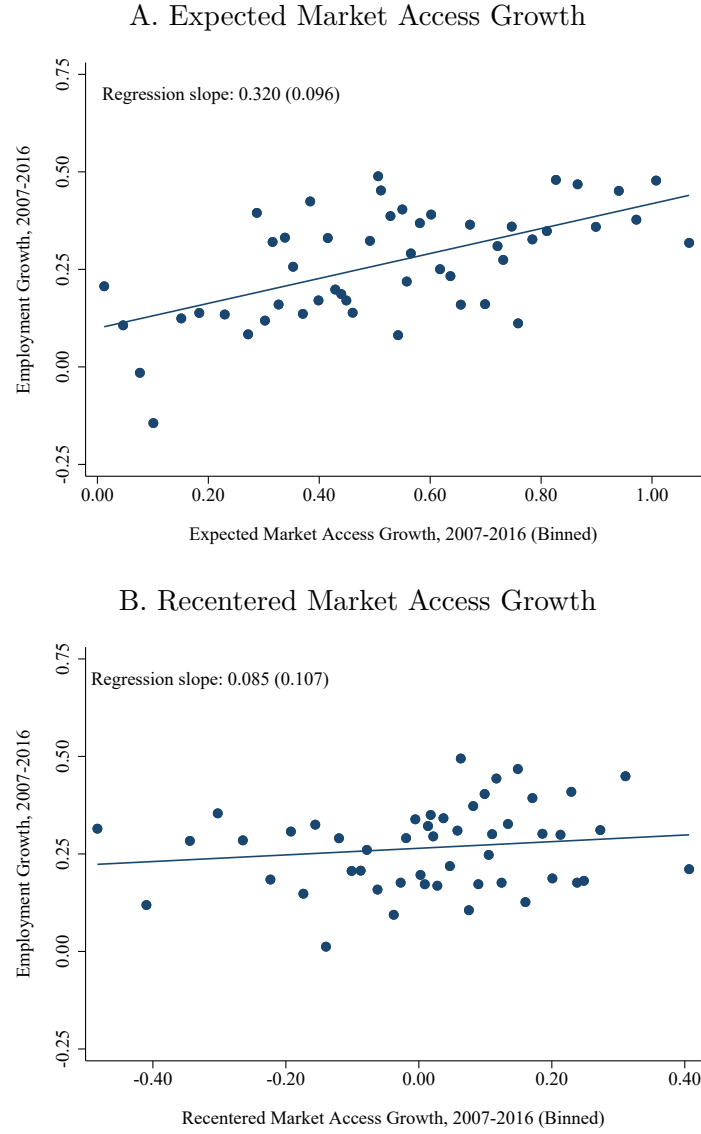 A. Expected Market Access Growth
Regression slope: 0.320 (0.096)
Employment Growth, 2007-2016
0.75
0.50
0.25
0.00
-0.25
0.00 0.20 0.40 0.60 0.80 1.00
Expected Market Access Growth, 2007-2016 (Binned)
B. Recentered Market Access Growth
Regression slope: 0.085 (0.107)
Employment Growth, 2007-2016
0.75
0.50
0.25
0.00
-0.25
-0.40 -0.20 0.00 0.20 0.40
Recentered Market Access Growth, 2007-2016 (Binned)